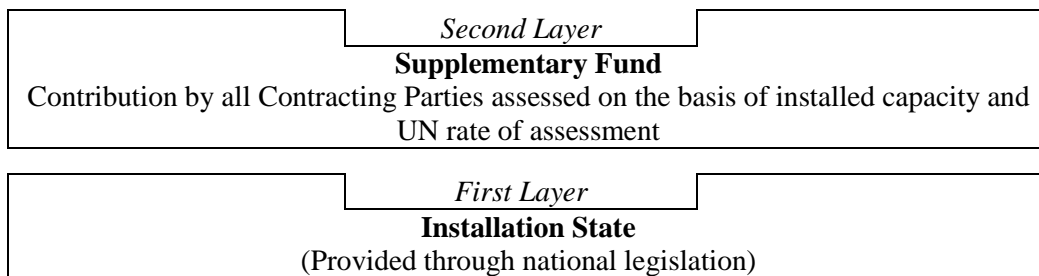 Second Layer
Supplementary Fund
Contribution by all Contracting Parties assessed on the basis of installed capacity and
UN rate of assessment
First Layer
Installation State
(Provided through national legislation)